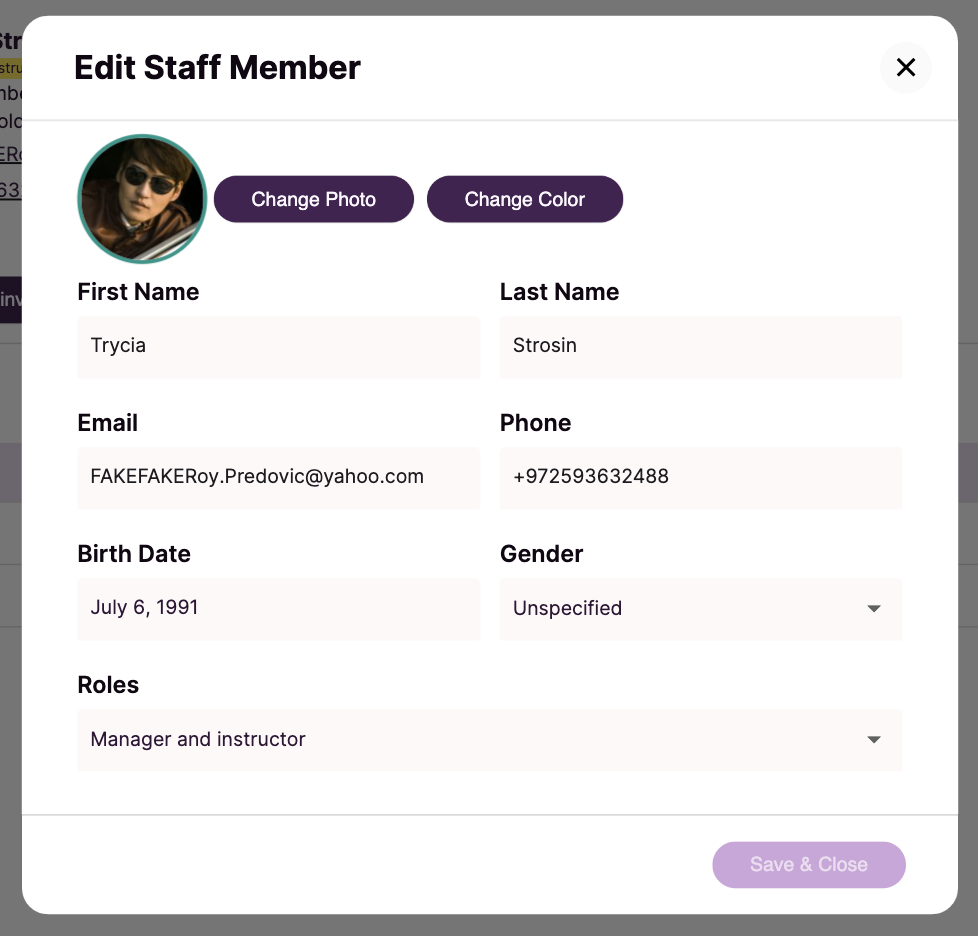 Edit Staff Member
Change Photo
Change Color
First Name
Last Name
Trycia
Strosin
Email
Phone
FAKEFAKERoy.Predovic@yahoo.com
+972593632488
Birth Date
Gender
July 6, 1991
Unspecified
Roles
Manager and instructor
Save & Close